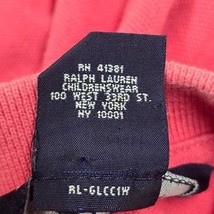 RN 41381
RALPH LAUREN
CHILDRENSWEAR
100 WEST 33RD ST.
NEW YORK
NY 10001
RL-GLCC1W